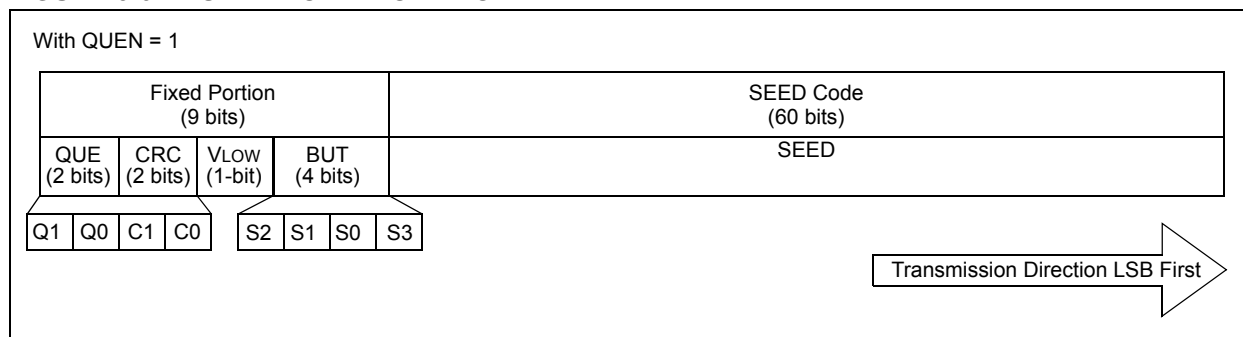 With QUEN = 1
Fixed Portion
(9 bits)
SEED Code
(60 bits)
QUE
(2 bits)
CRC
(2 bits)
VLOW
(1-bit)
BUT
(4 bits)
SEED
Q1 Q0 C1 C0
S2 S1 S0 S3
Transmission Direction LSB First